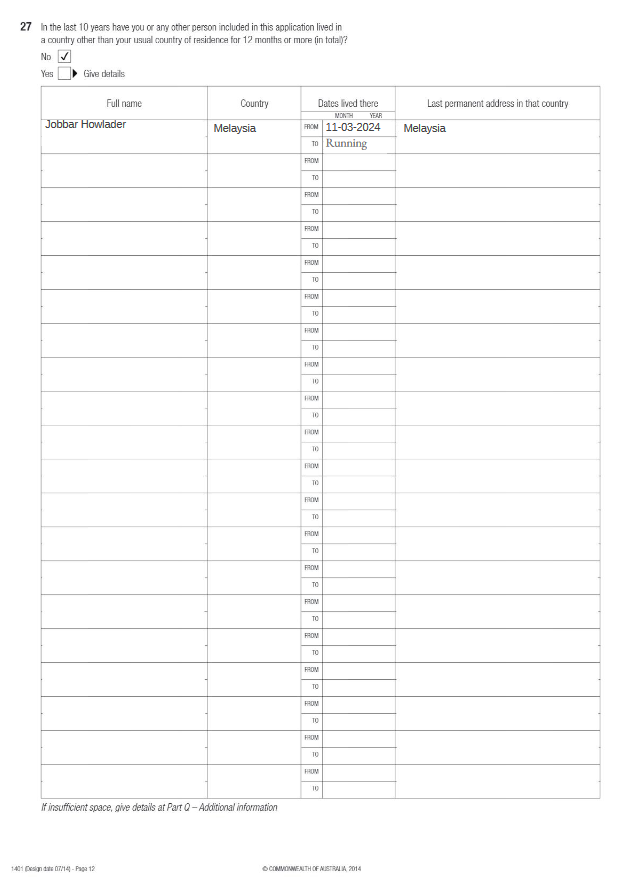 27 In the last 10 years have you or any other person included in this application lived in
a country other than your usual country of residence for 12 months or more (in total)?
No ✓
Yes Give details
Full name Country Dates lived there Last permanent address in that country
MONTH YEAR
Jobbar Howlader Melaysia FROM 11-03-2024 Melaysia
TO Running
FROM
TO
FROM
TO
FROM
TO
FROM
TO
FROM
TO
FROM
TO
FROM
TO
FROM
TO
FROM
TO
FROM
TO
FROM
TO
FROM
TO
FROM
TO
FROM
TO
FROM
TO
FROM
TO
FROM
TO
FROM
TO
FROM
TO
If insufficient space, give details at Part Q – Additional information
1401 (Design date 07/14) - Page 12 © COMMONWEALTH OF AUSTRALIA, 2014